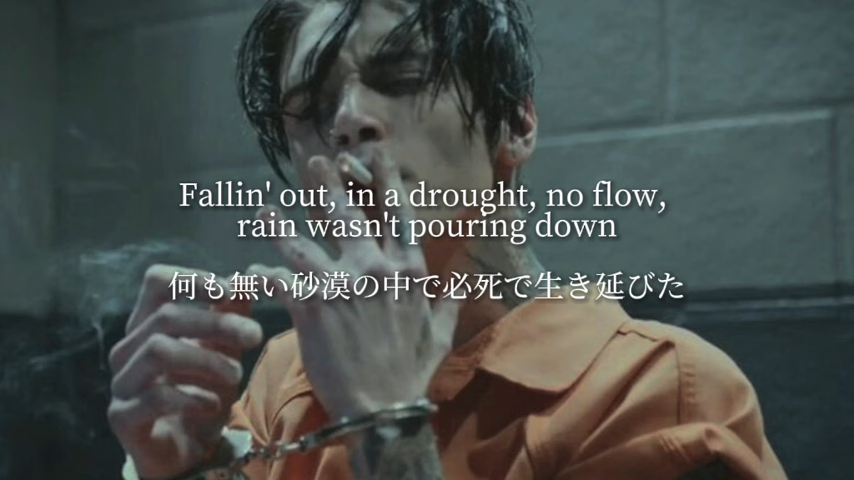 Fallin' out, in a drought, no flow,
rain wasn't pouring down
何も無い砂漠の中で必死で生き延びた